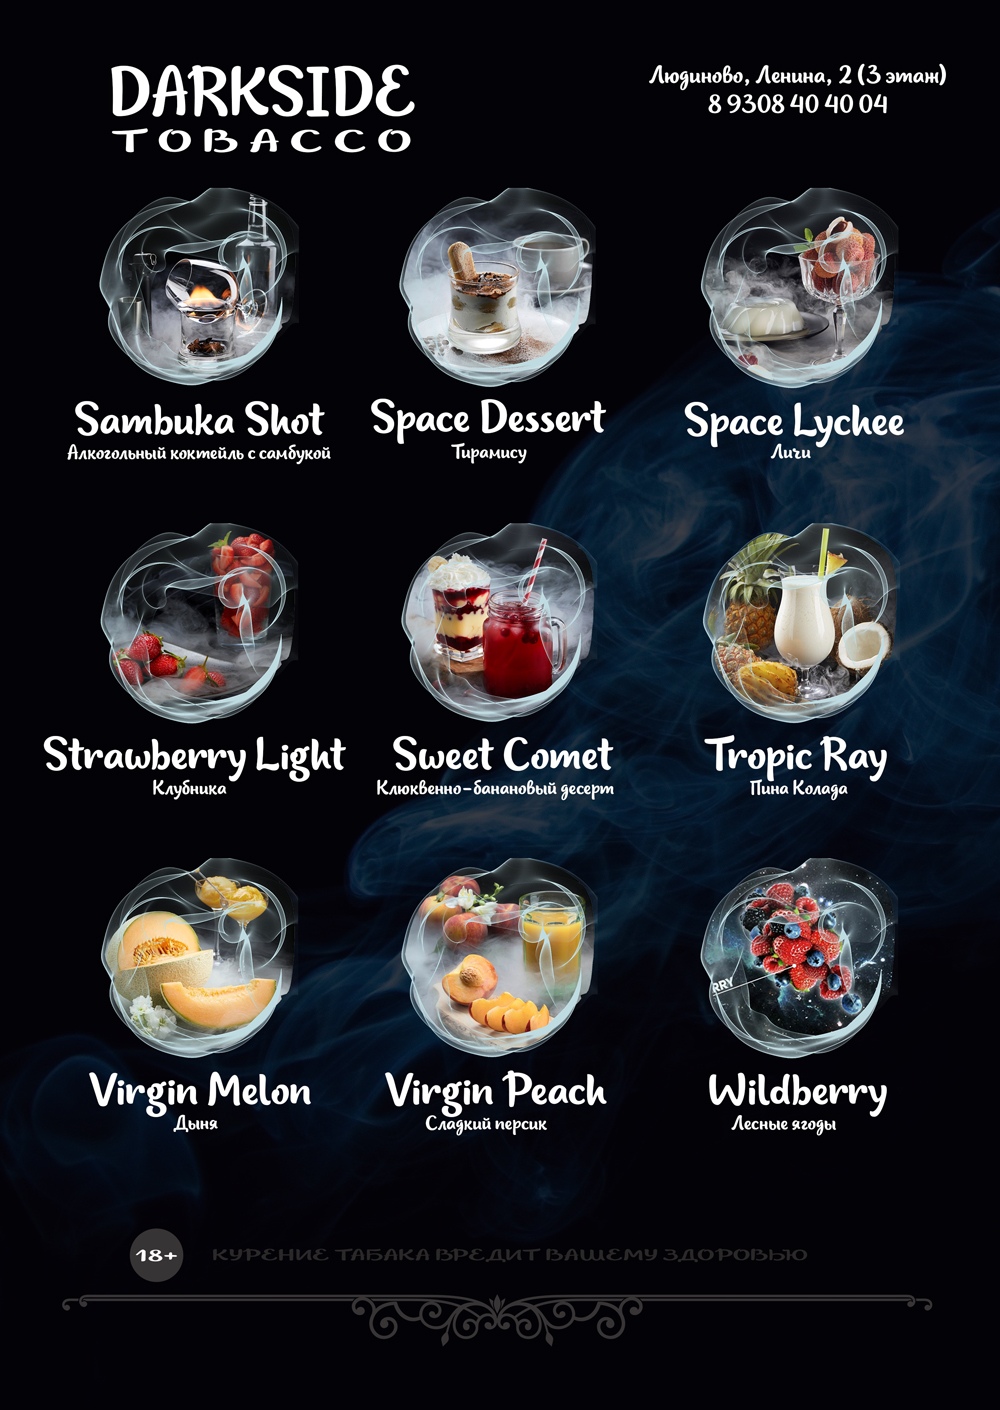 DARKSIDE
TOBACCO
Людиново, Ленина, 2 (3 этаж)
8 9308 40 40 04
Sambuka Shot
Алкогольный коктейль с самбукой
Space Dessert
Тирамису
Space Lychee
Личи
Strawberry Light
Клубника
Sweet Comet
Клюквенно-банановый десерт
Tropic Ray
Пина Колада
RRY
Virgin Melon
Дыня
Virgin Peach
Сладкий персик
Wildberry
Лесные ягоды
18+
КУРЕНИЕ ТАБАКА ВРЕДИТ ВАШЕМУ ЗДОРОВЬЮ